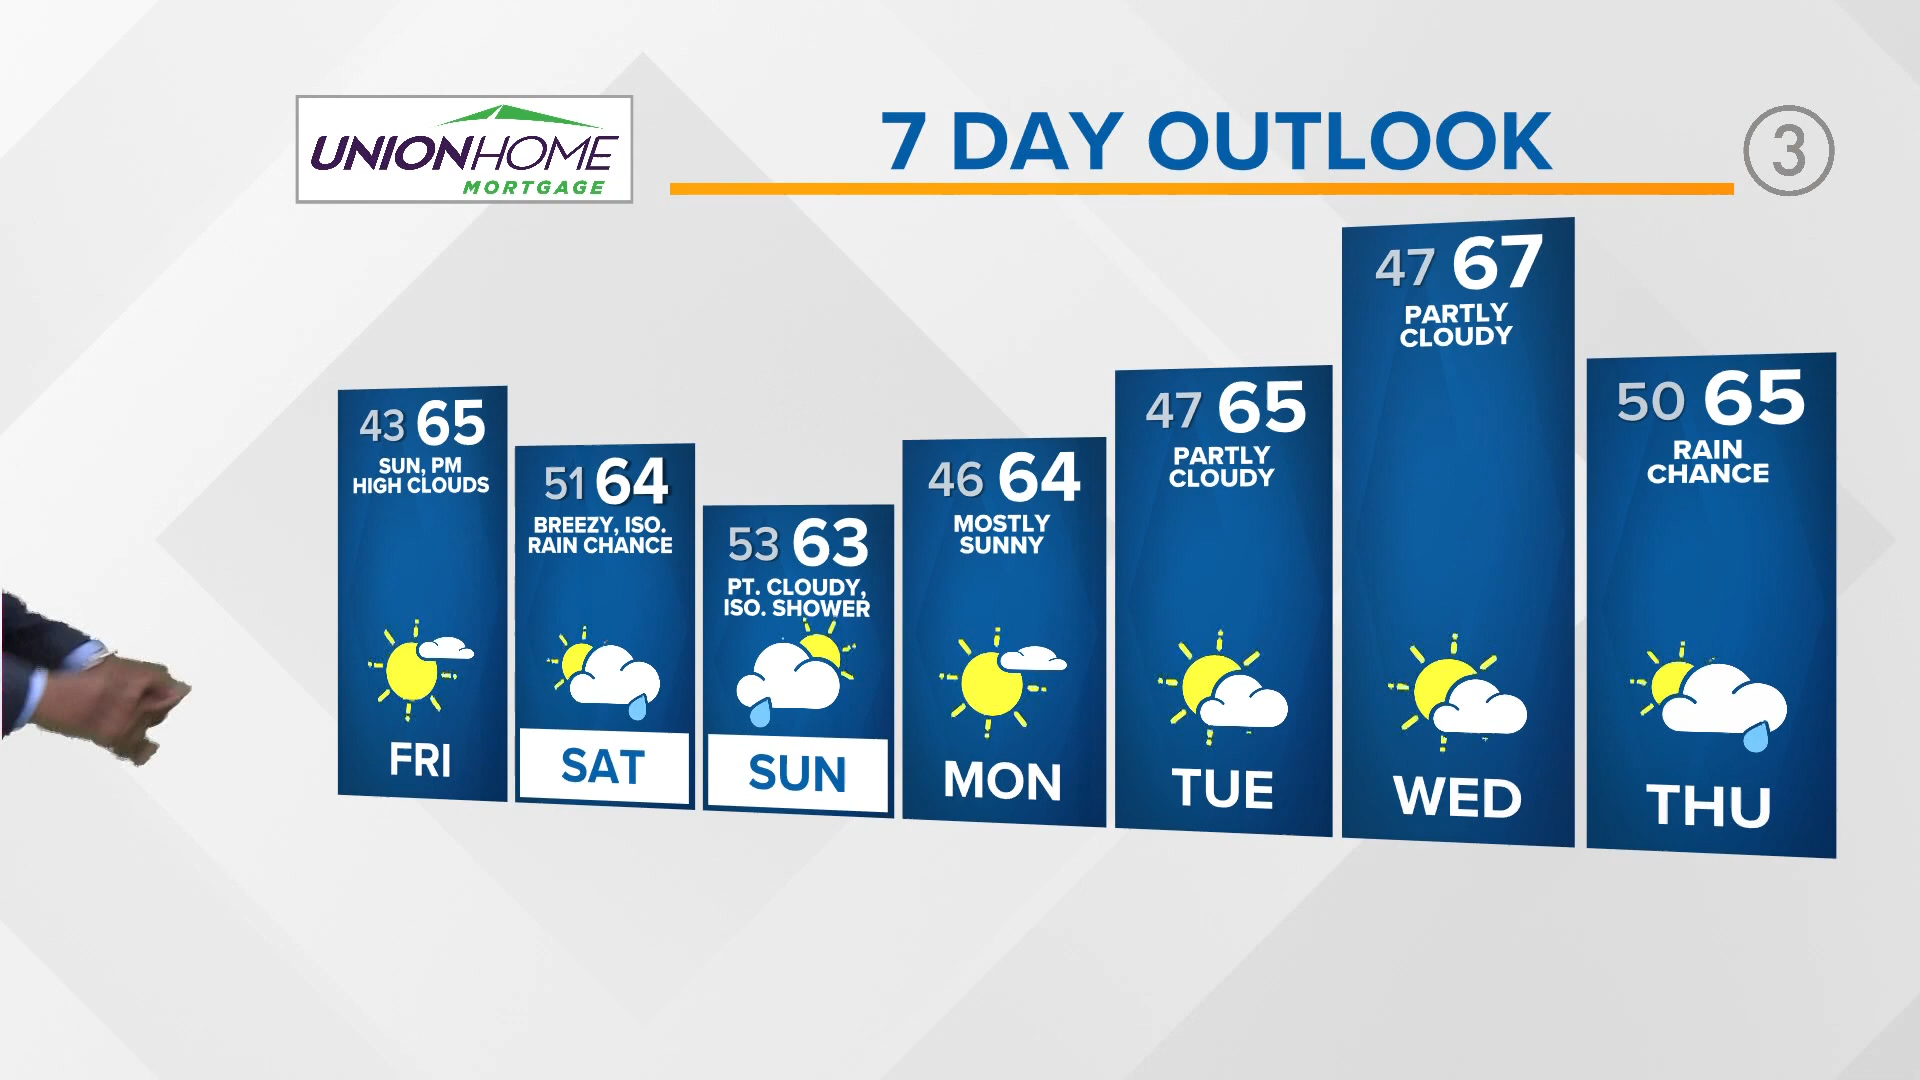 UNIONHOME
MORTGAGE
7 DAY OUTLOOK
3
43 65
SUN, PM
HIGH CLOUDS
FRI
51 64
BREEZY, ISO.
RAIN CHANCE
SAT
53 63
PT. CLOUDY,
ISO. SHOWER
SUN
46 64
MOSTLY
SUNNY
MON
47 65
PARTLY
CLOUDY
TUE
47 67
PARTLY
CLOUDY
WED
50 65
RAIN
CHANCE
THU